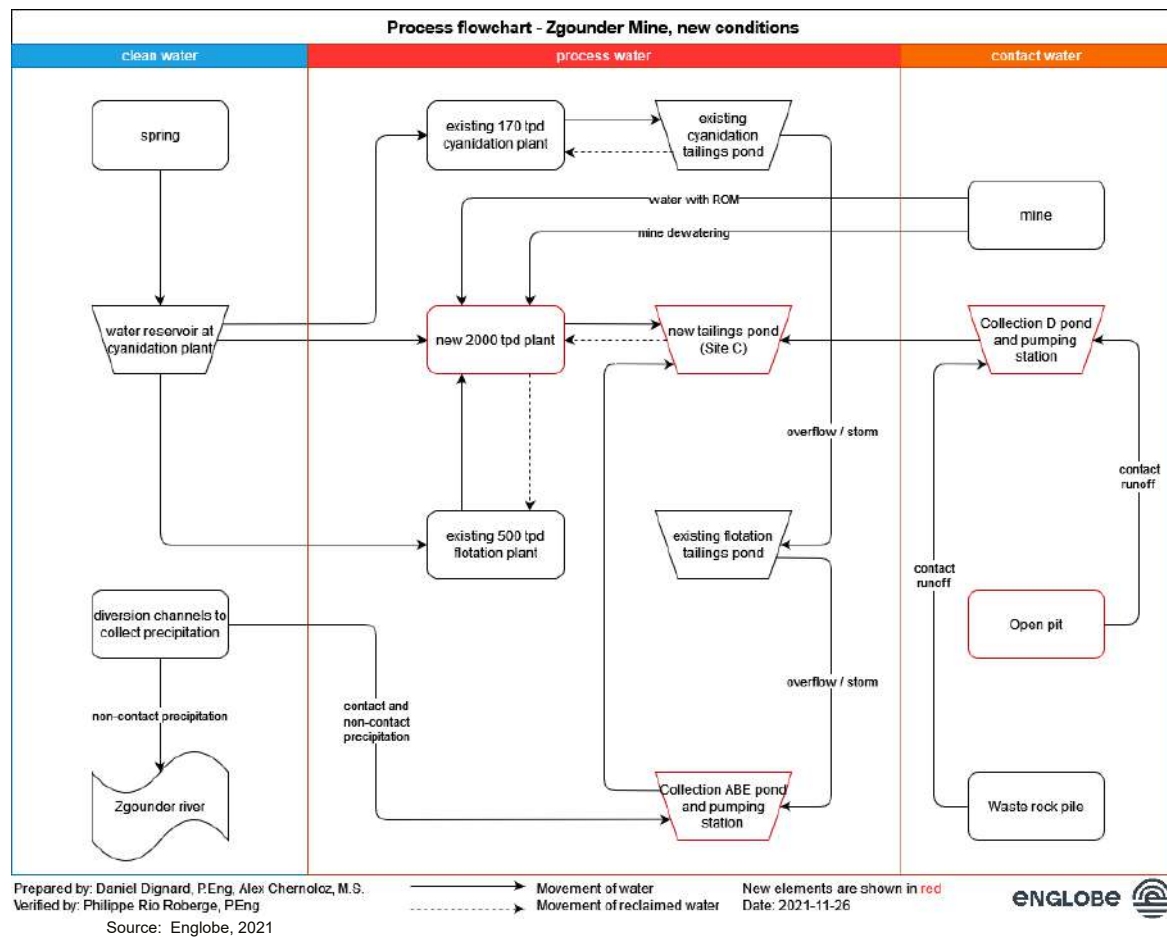 Process flowchart - Zgounder Mine, new conditions
clean water
process water
contact water
spring
existing 170 tpd
cyanidation plant
existing
cyanidation
tailings pond
water with ROM
mine
mine dewatering
water reservoir at
cyanidation plant
new 2000 tpd plant
new tailings pond
(Site C)
Collection D pond
and pumping
station
overflow / storm
contact
runoff
existing 500 tpd
flotation plant
existing flotation
tailings pond
contact
runoff
diversion channels to
collect precipitation
Open pit
overflow / storm
non-contact precipitation
contact and
non-contact
precipitation
Zgounder river
Collection ABE pond
and pumping
station
Waste rock pile
Prepared by: Daniel Dignard, P.Eng, Alex Chernoloz, M.S.
Verified by: Philippe Rio Roberge, P.Eng
Source: Englobe, 2021
Movement of water
Movement of reclaimed water
New elements are shown in red
Date: 2021-11-26
ENGLOBE